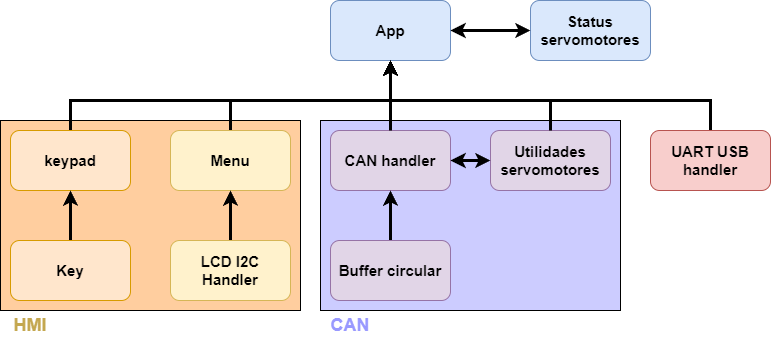 App
Status
servomotores
keypad
Menu
CAN handler
Utilidades
servomotores
UART USB
handler
Key
LCD I2C
Handler
Buffer circular
HMI
CAN